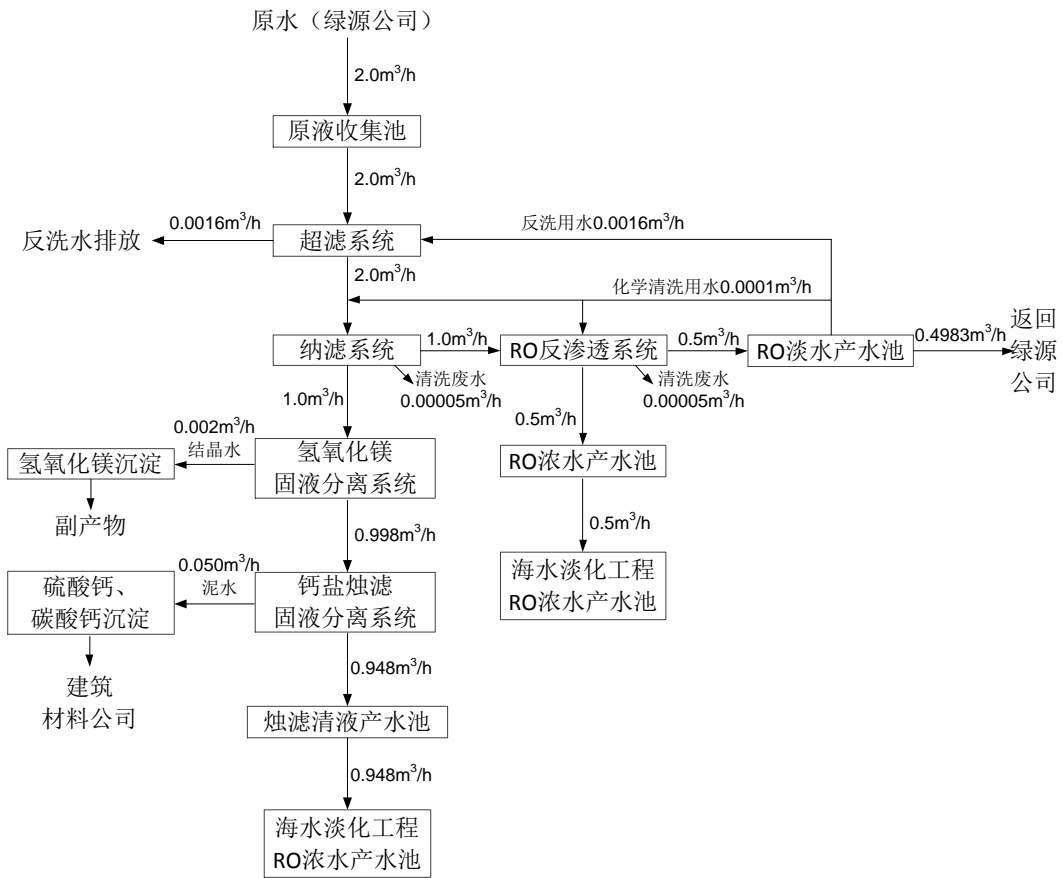 原水（绿源公司）
2.0m³/h
原液收集池
2.0m³/h
0.0016m³/h
反洗用水0.0016m³/h
反洗水排放
超滤系统
2.0m³/h
化学清洗用水0.0001m³/h
纳滤系统
1.0m³/h
RO反渗透系统
0.5m³/h
RO淡水产水池
0.4983m³/h
返回
绿源
公司
清洗废水
0.00005m³/h
清洗废水
0.00005m³/h
1.0m³/h
0.5m³/h
0.002m³/h
结晶水
氢氧化镁沉淀
氢氧化镁
固液分离系统
RO浓水产水池
副产物
0.998m³/h
0.5m³/h
0.050m³/h
泥水
硫酸钙、
碳酸钙沉淀
钙盐烛滤
固液分离系统
海水淡化工程
RO浓水产水池
0.948m³/h
建筑
材料公司
烛滤清液产水池
0.948m³/h
海水淡化工程
RO浓水产水池